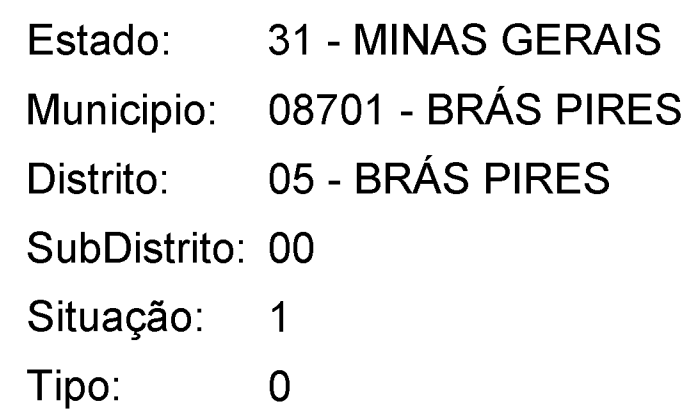 Estado: 31 - MINAS GERAIS
Municipio: 08701 - BRÁS PIRES
Distrito: 05 - BRÁS PIRES
SubDistrito: 00
Situação: 1
Tipo: 0